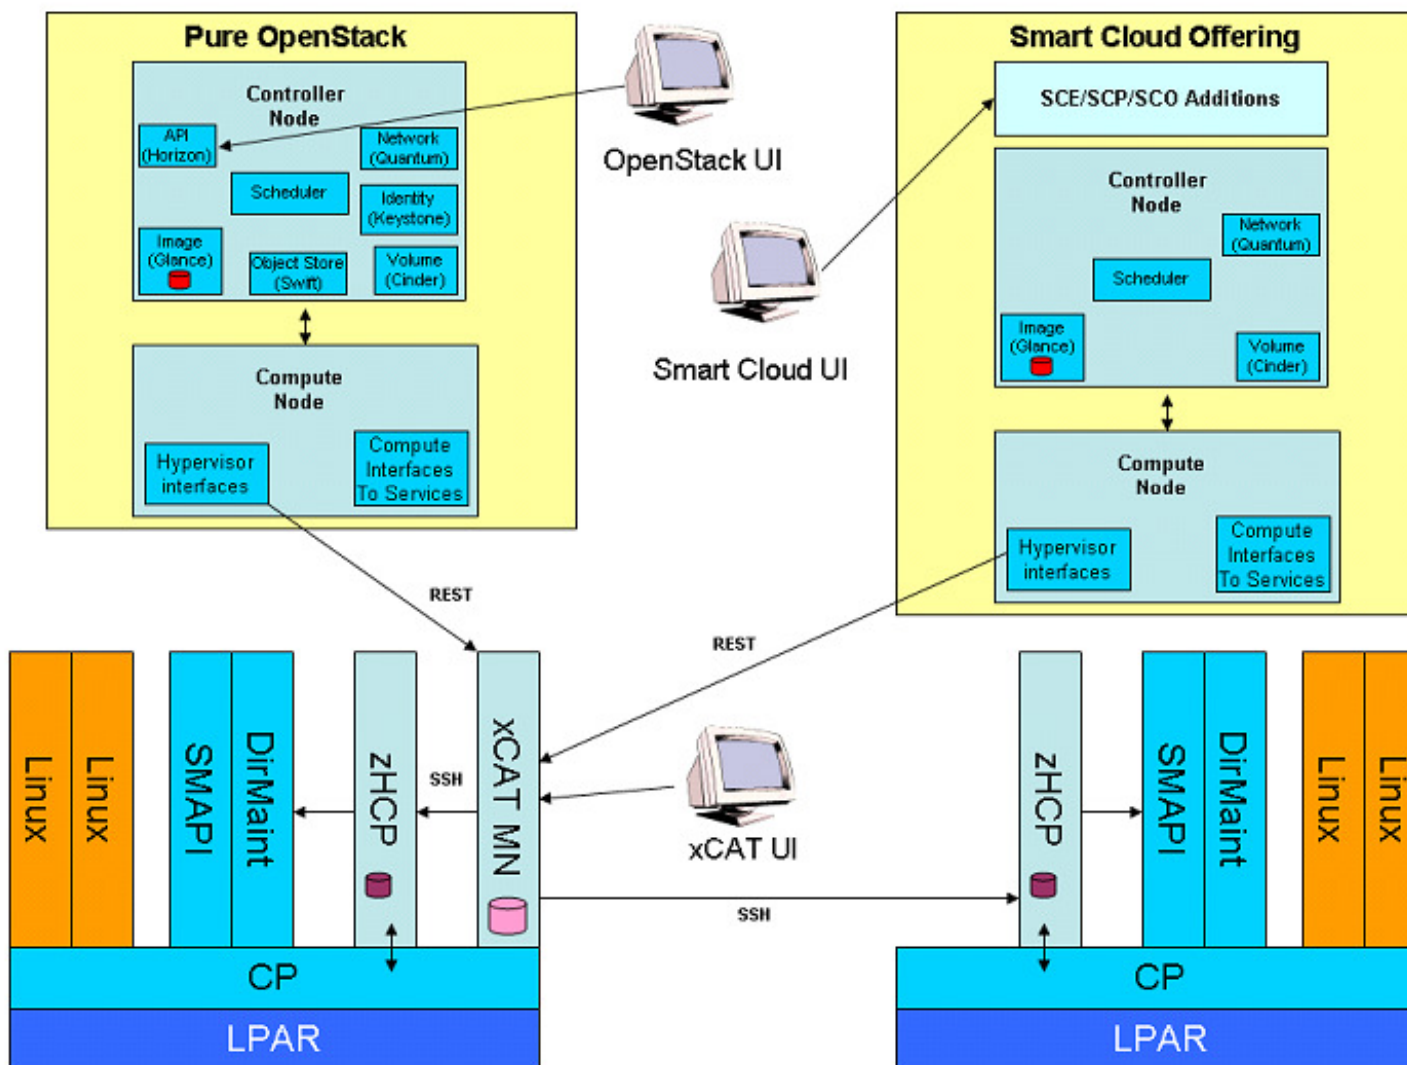 Pure OpenStack
Controller
Node
API
(Horizon)
Network
(Quantum)
Scheduler
Identity
(Keystone)
Image
(Glance)
Object Store
(Swift)
Volume
(Cinder)
Compute
Node
Hypervisor
interfaces
Compute
Interfaces
To Services
OpenStack UI
Smart Cloud UI
Smart Cloud Offering
SCE/SCP/SCO Additions
Controller
Node
Network
(Quantum)
Scheduler
Image
(Glance)
Volume
(Cinder)
Compute
Node
Hypervisor
interfaces
Compute
Interfaces
To Services
REST
REST
Linux
Linux
SMAPI
DirMaint
zHCP
SSH
xCAT MN
xCAT UI
SSH
zHCP
SMAPI
DirMaint
Linux
Linux
CP
LPAR
CP
LPAR